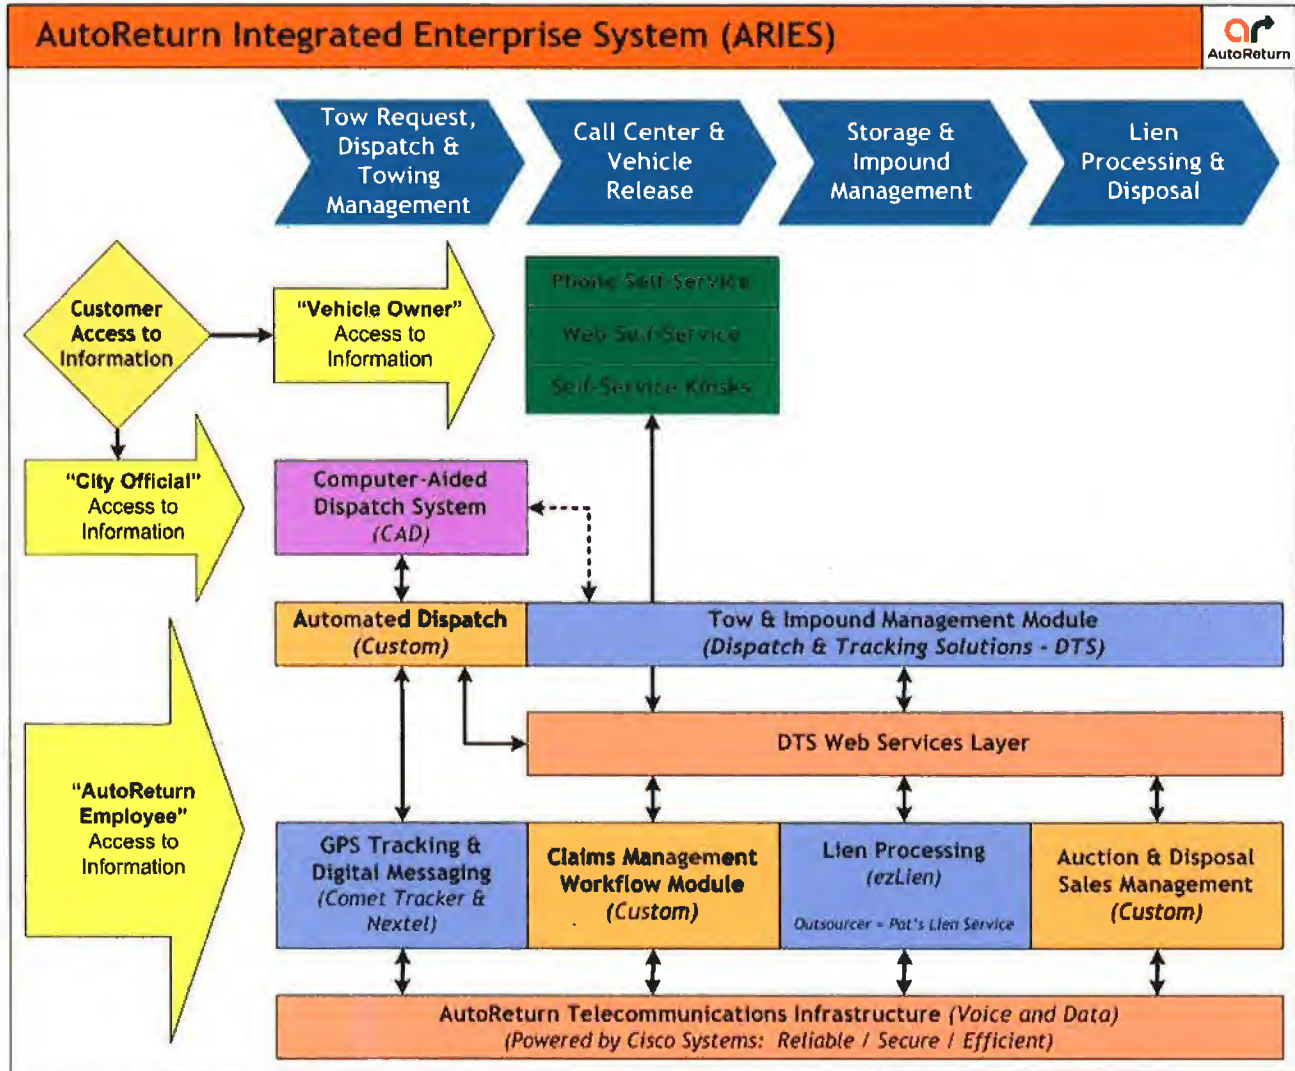 AutoReturn Integrated Enterprise System (ARIES)
ar
AutoReturn
Tow Request,
Dispatch &
Towing
Management
Call Center &
Vehicle
Release
Storage &
Impound
Management
Lien
Processing &
Disposal
Customer
Access to
Information
"Vehicle Owner"
Access to
Information
Phone Self-Service
Web Self-Service
Self-Service Kiosks
"City Official"
Access to
Information
Computer-Aided
Dispatch System
(CAD)
Automated Dispatch
(Custom)
Tow & Impound Management Module
(Dispatch & Tracking Solutions - DTS)
DTS Web Services Layer
"AutoReturn
Employee"
Access to
Information
GPS Tracking &
Digital Messaging
(Comet Tracker &
Nextel)
Claims Management
Workflow Module
(Custom)
Lien Processing
(ezLien)
Outsourcer = Pat's Lien Service
Auction & Disposal
Sales Management
(Custom)
AutoReturn Telecommunications Infrastructure (Voice and Data)
(Powered by Cisco Systems: Reliable / Secure / Efficient)